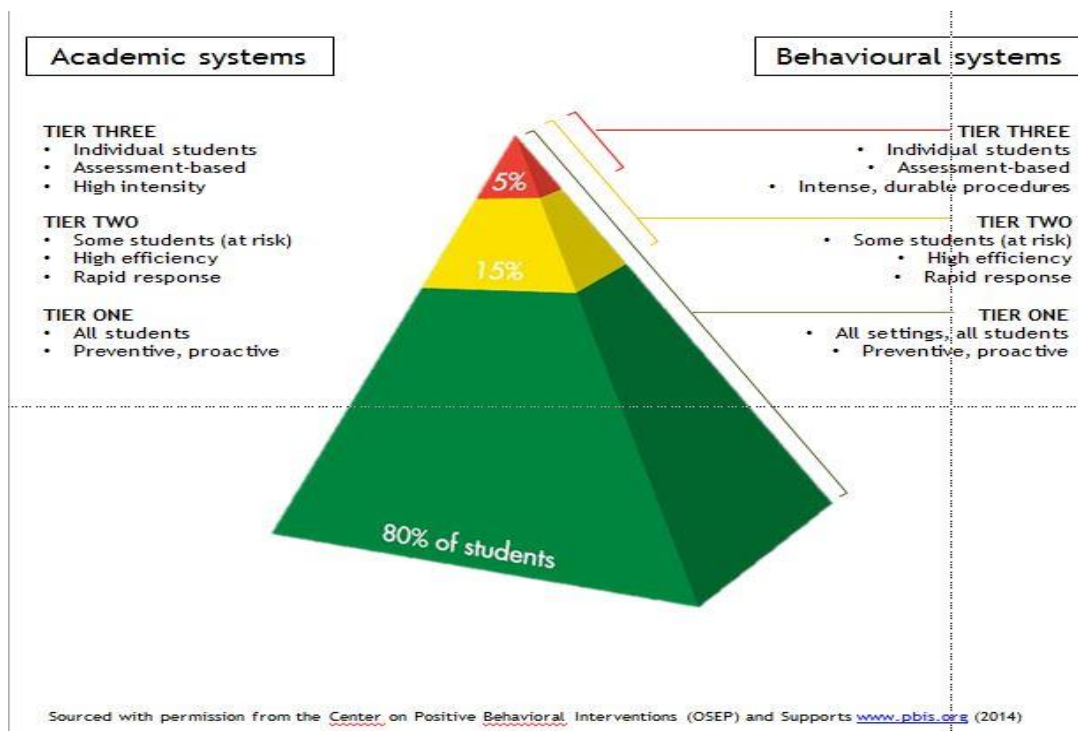 Academic systems
Behavioural systems
TIER THREE
• Individual students
• Assessment-based
• High intensity
TIER TWO
• Some students (at risk)
• High efficiency
• Rapid response
TIER ONE
• All students
• Preventive, proactive
5%
15%
80% of students
TIER THREE
• Individual students
• Assessment-based
• Intense, durable procedures
TIER TWO
• Some students (at risk)
• High efficiency
• Rapid response
TIER ONE
• All settings, all students
• Preventive, proactive
Sourced with permission from the Center on Positive Behavioral Interventions (OSEP) and Supports www.pbis.org (2014)